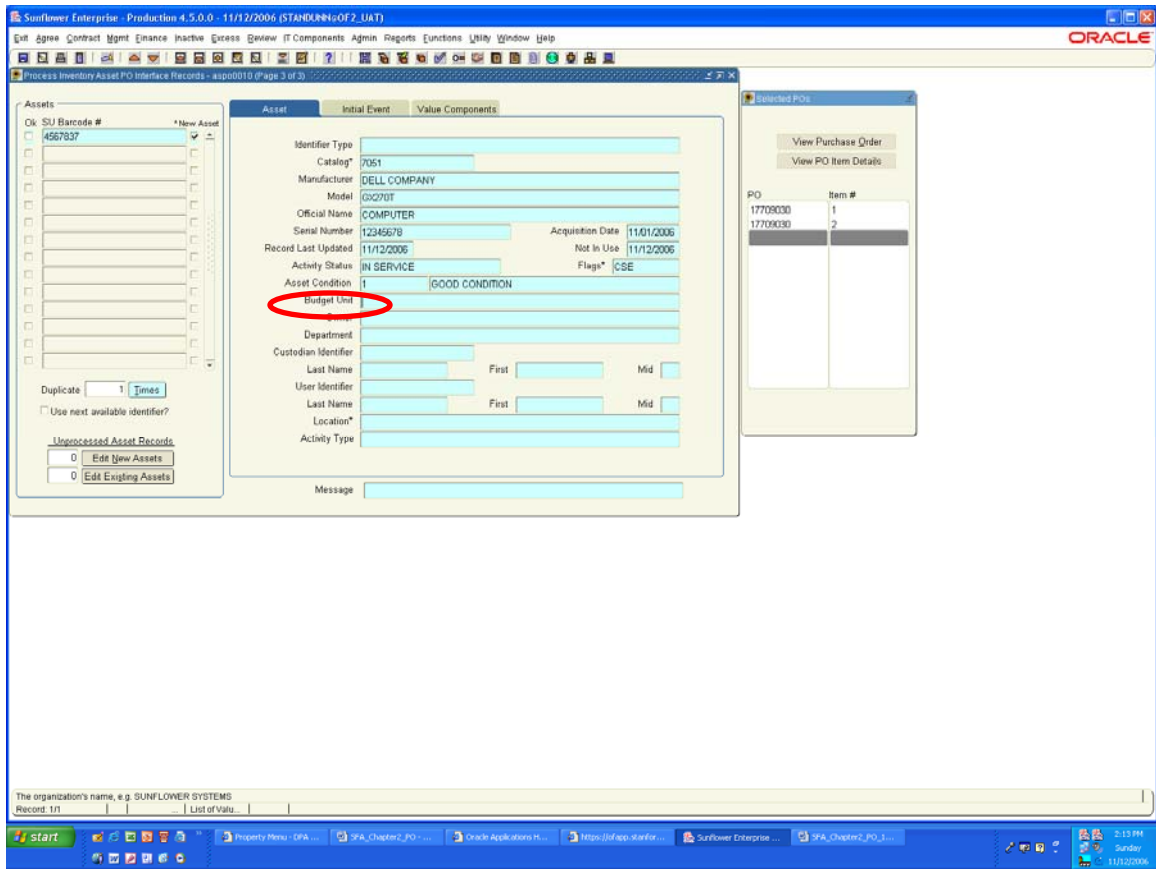 Sunflower Enterprise - Production 4.5.0.0 - 11/12/2006 (STANDUNN@OF2_UAT)
Exit Agree Contract Mgmt Finance Inactive Excess Review IT Components Admin Reports Functions Utility Window Help
ORACLE
Process Inventory Asset PO Interface Records - aspo0010 (Page 3 of 3)
Assets
Ok SU Barcode # *New Asset
4567837
Duplicate 1 Times
Use next available identifier?
Unprocessed Asset Records
0 Edit New Assets
0 Edit Existing Assets
Asset Initial Event Value Components
Identifier Type
Catalog* 7051
Manufacturer DELL COMPANY
Model GX270T
Official Name COMPUTER
Serial Number 12345678 Acquisition Date 11/01/2006
Record Last Updated 11/12/2006 Not In Use 11/12/2006
Activity Status IN SERVICE Flags* CSE
Asset Condition 1 GOOD CONDITION
Budget Unit
Department
Custodian Identifier
Last Name First Mid
User Identifier
Last Name First Mid
Location*
Activity Type
Message
Selected POs
View Purchase Order
View PO Item Details
PO Item #
17709030 1
17709030 2
The organization's name, e.g. SUNFLOWER SYSTEMS
Record: 1/1 ... List of Valu...
start
Property Menu - DPA ... SPA_Chapter2_PO - ... Oracle Applications H... https://ofapp.stanfor... Sunflower Enterprise ... SPA_Chapter2_PO_1...
2:13 PM
Sunday
11/12/2006